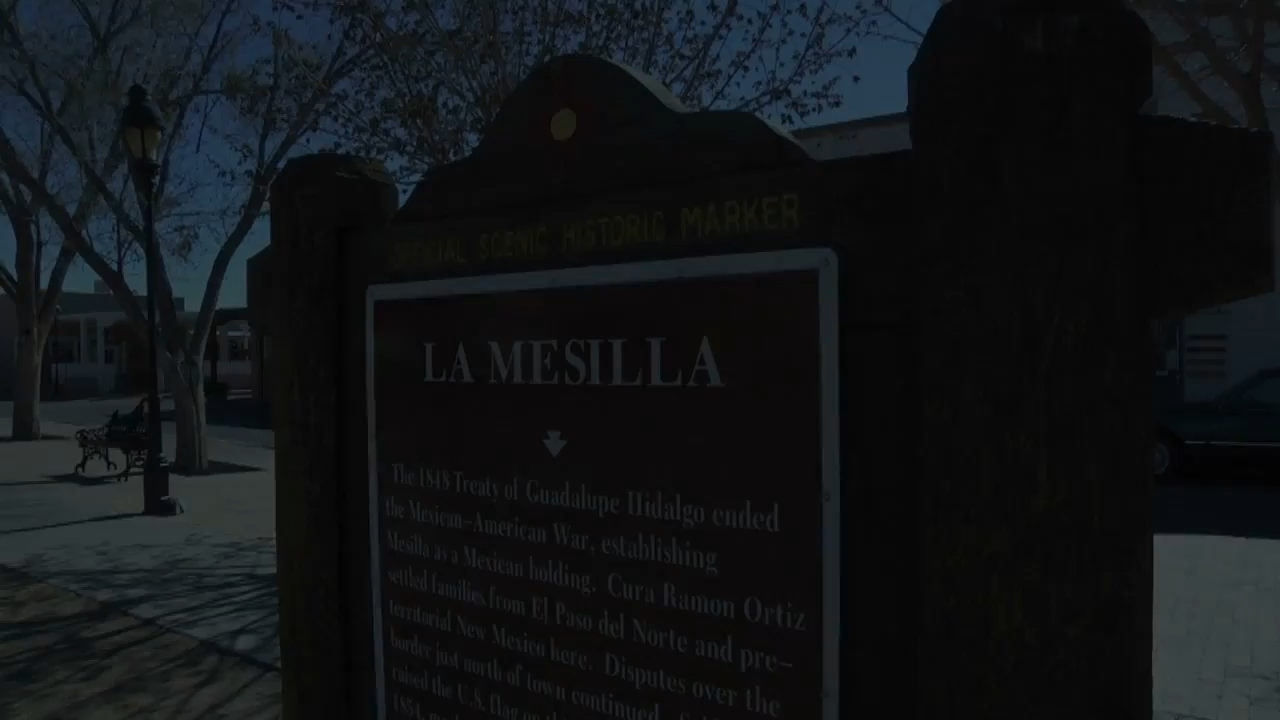 OFFICIAL SCENIC HISTORIC MARKER
LA MESILLA
The 1848 Treaty of Guadalupe Hidalgo ended
the Mexican-American War, establishing
Mesilla as a Mexican holding. Cura Ramon Ortiz
settled families from El Paso del Norte and pre-
territorial New Mexico here. Disputes over the
border just north of town continued.
raised the U.S. flag on
1854,